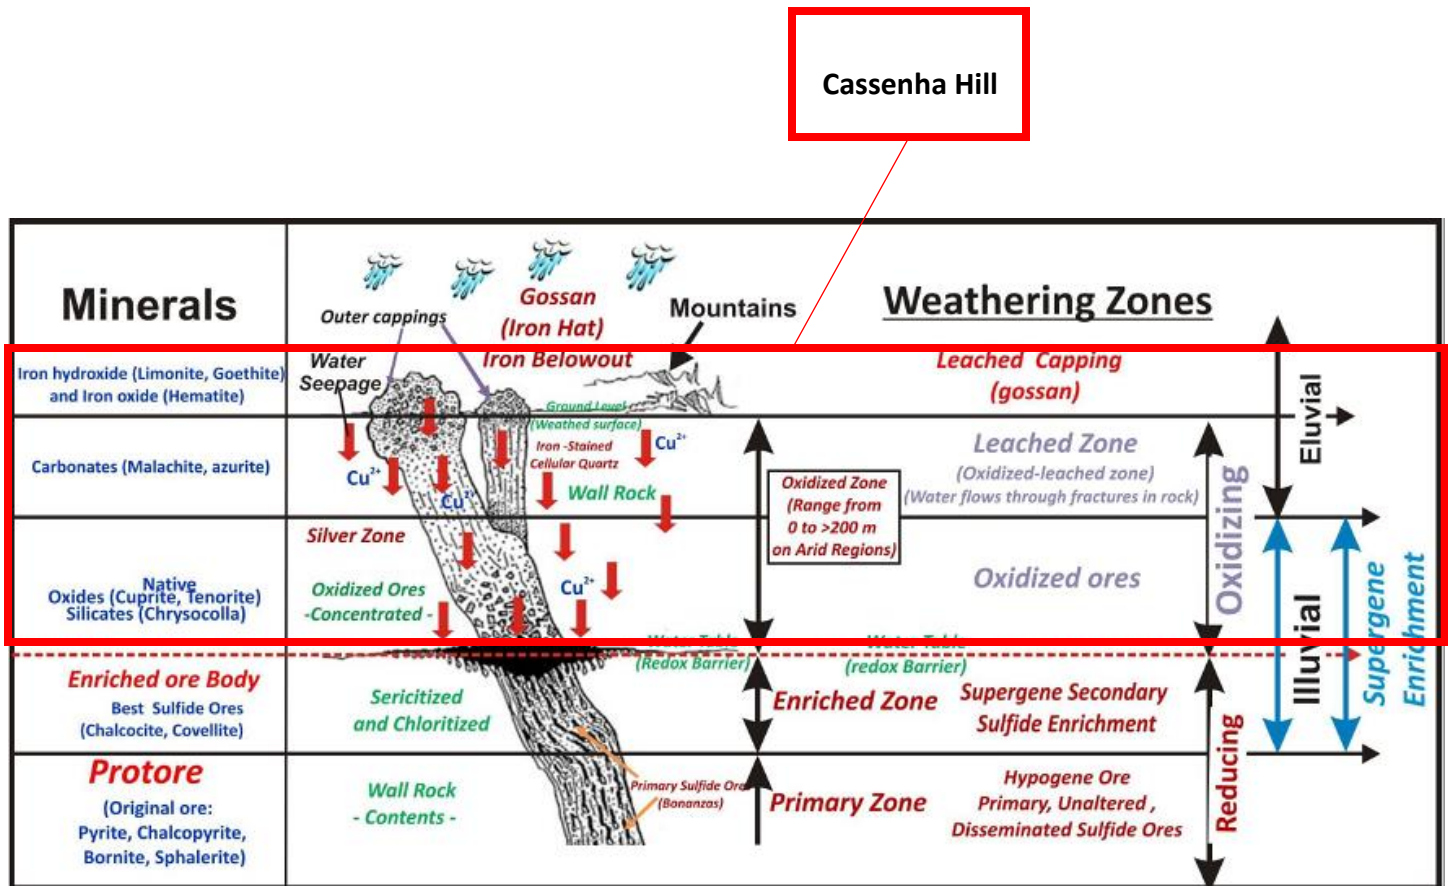 Cassenha Hill
Minerals
Outer cappings
Gossan
(Iron Hat)
Iron Belowout
Mountains
Weathering Zones
Iron hydroxide (Limonite, Goethite)
and Iron oxide (Hematite)
Water
Seepage
Ground Level
(Weathed surface)
Leached Capping
(gossan)
Eluvial
Carbonates (Malachite, azurite)
Cu2+
Cu2+
Iron -Stained
Cellular Quartz
Cu2+
Wall Rock
Oxidized Zone
(Range from
0 to >200 m
on Arid Regions)
Leached Zone
(Oxidized-leached zone)
(Water flows through fractures in rock)
Oxidizing
Native
Oxides (Cuprite, Tenorite)
Silicates (Chrysocolla)
Silver Zone
Oxidized Ores
-Concentrated -
Cu2+
Oxidized ores
Water Table
(Redox Barrier)
Water Table
(redox Barrier)
Illuvial
Supergene
Enrichment
Enriched ore Body
Best Sulfide Ores
(Chalcocite, Covellite)
Sericitized
and Chloritized
Enriched Zone
Supergene Secondary
Sulfide Enrichment
Reducing
Protore
(Original ore:
Pyrite, Chalcopyrite,
Bornite, Sphalerite)
Wall Rock
- Contents -
Primary Sulfide Ore
(Bonanzas)
Primary Zone
Hypogene Ore
Primary, Unaltered ,
Disseminated Sulfide Ores